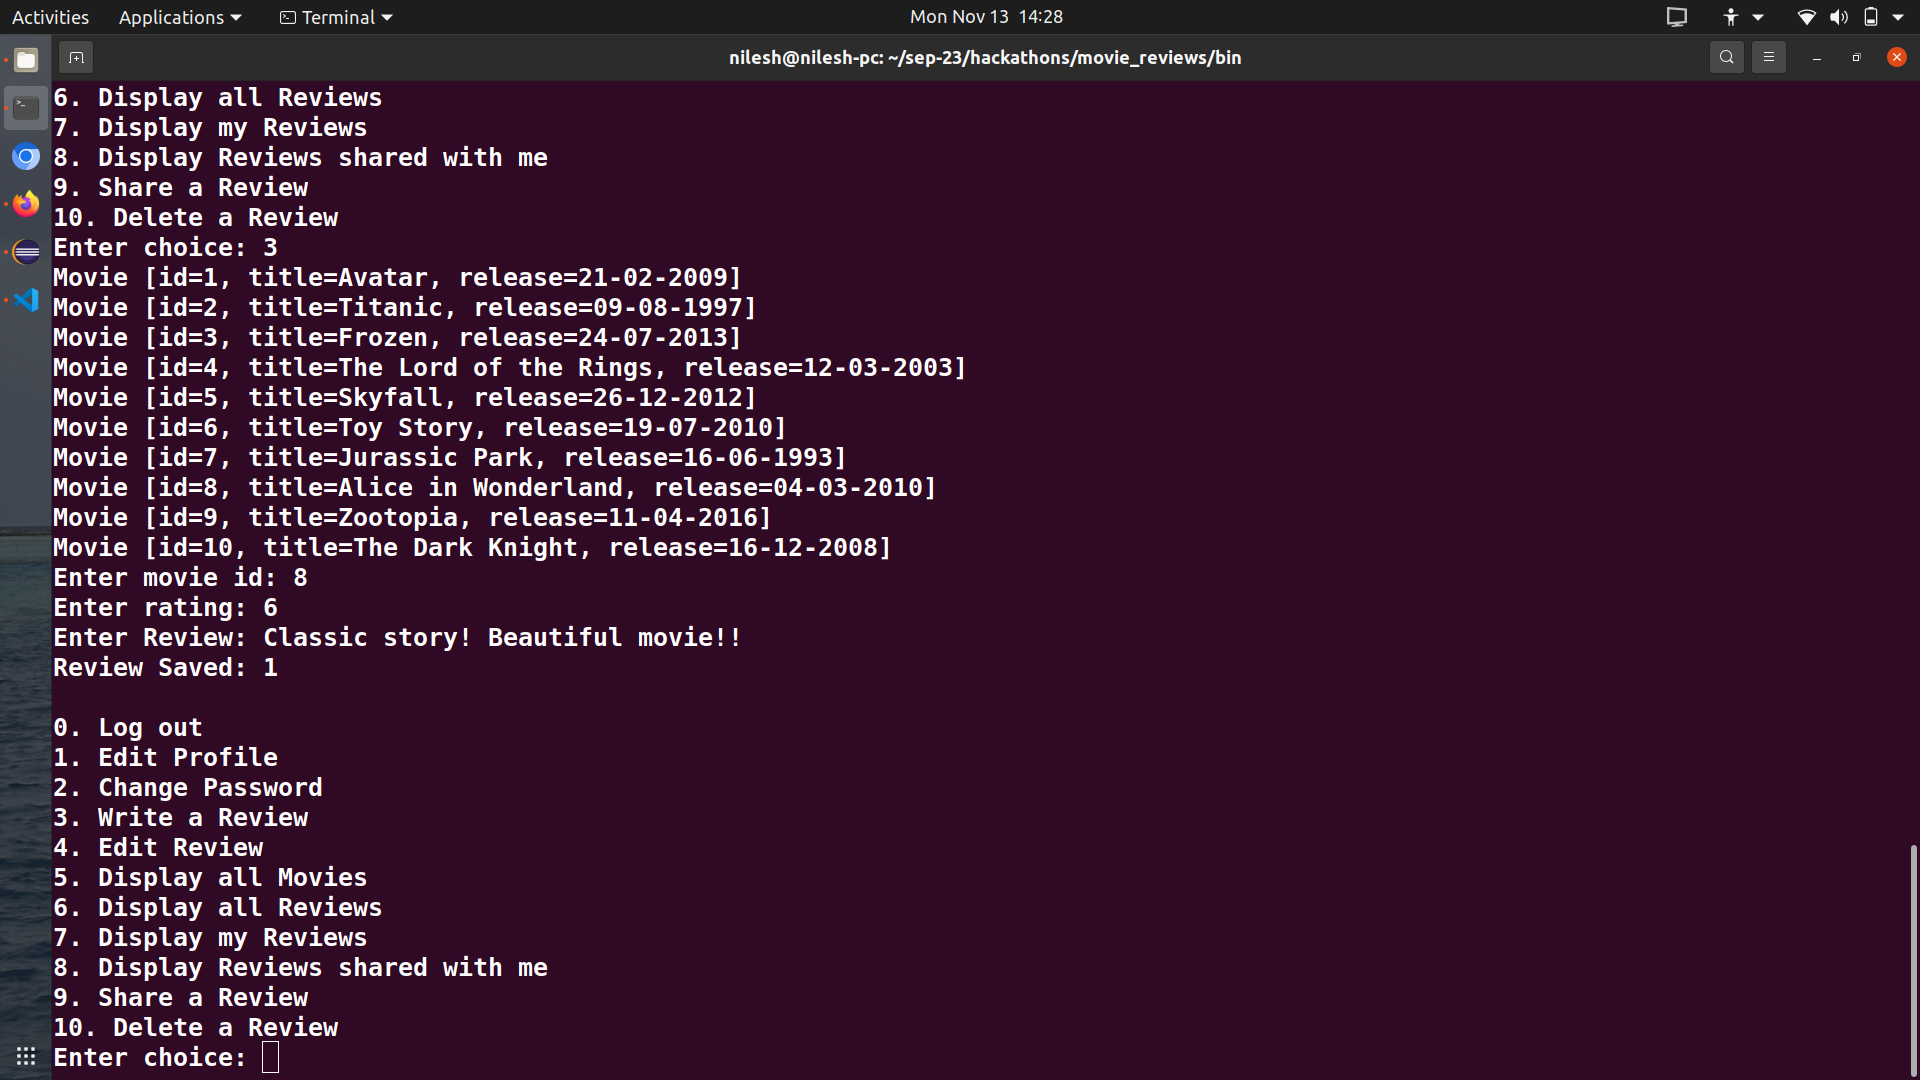 Activities Applications Terminal Mon Nov 13 14:28
nilesh@nilesh-pc: ~/sep-23/hackathons/movie_reviews/bin
6. Display all Reviews
7. Display my Reviews
8. Display Reviews shared with me
9. Share a Review
10. Delete a Review
Enter choice: 3
Movie [id=1, title=Avatar, release=21-02-2009]
Movie [id=2, title=Titanic, release=09-08-1997]
Movie [id=3, title=Frozen, release=24-07-2013]
Movie [id=4, title=The Lord of the Rings, release=12-03-2003]
Movie [id=5, title=Skyfall, release=26-12-2012]
Movie [id=6, title=Toy Story, release=19-07-2010]
Movie [id=7, title=Jurassic Park, release=16-06-1993]
Movie [id=8, title=Alice in Wonderland, release=04-03-2010]
Movie [id=9, title=Zootopia, release=11-04-2016]
Movie [id=10, title=The Dark Knight, release=16-12-2008]
Enter movie id: 8
Enter rating: 6
Enter Review: Classic story! Beautiful movie!!
Review Saved: 1
0. Log out
1. Edit Profile
2. Change Password
3. Write a Review
4. Edit Review
5. Display all Movies
6. Display all Reviews
7. Display my Reviews
8. Display Reviews shared with me
9. Share a Review
10. Delete a Review
Enter choice: